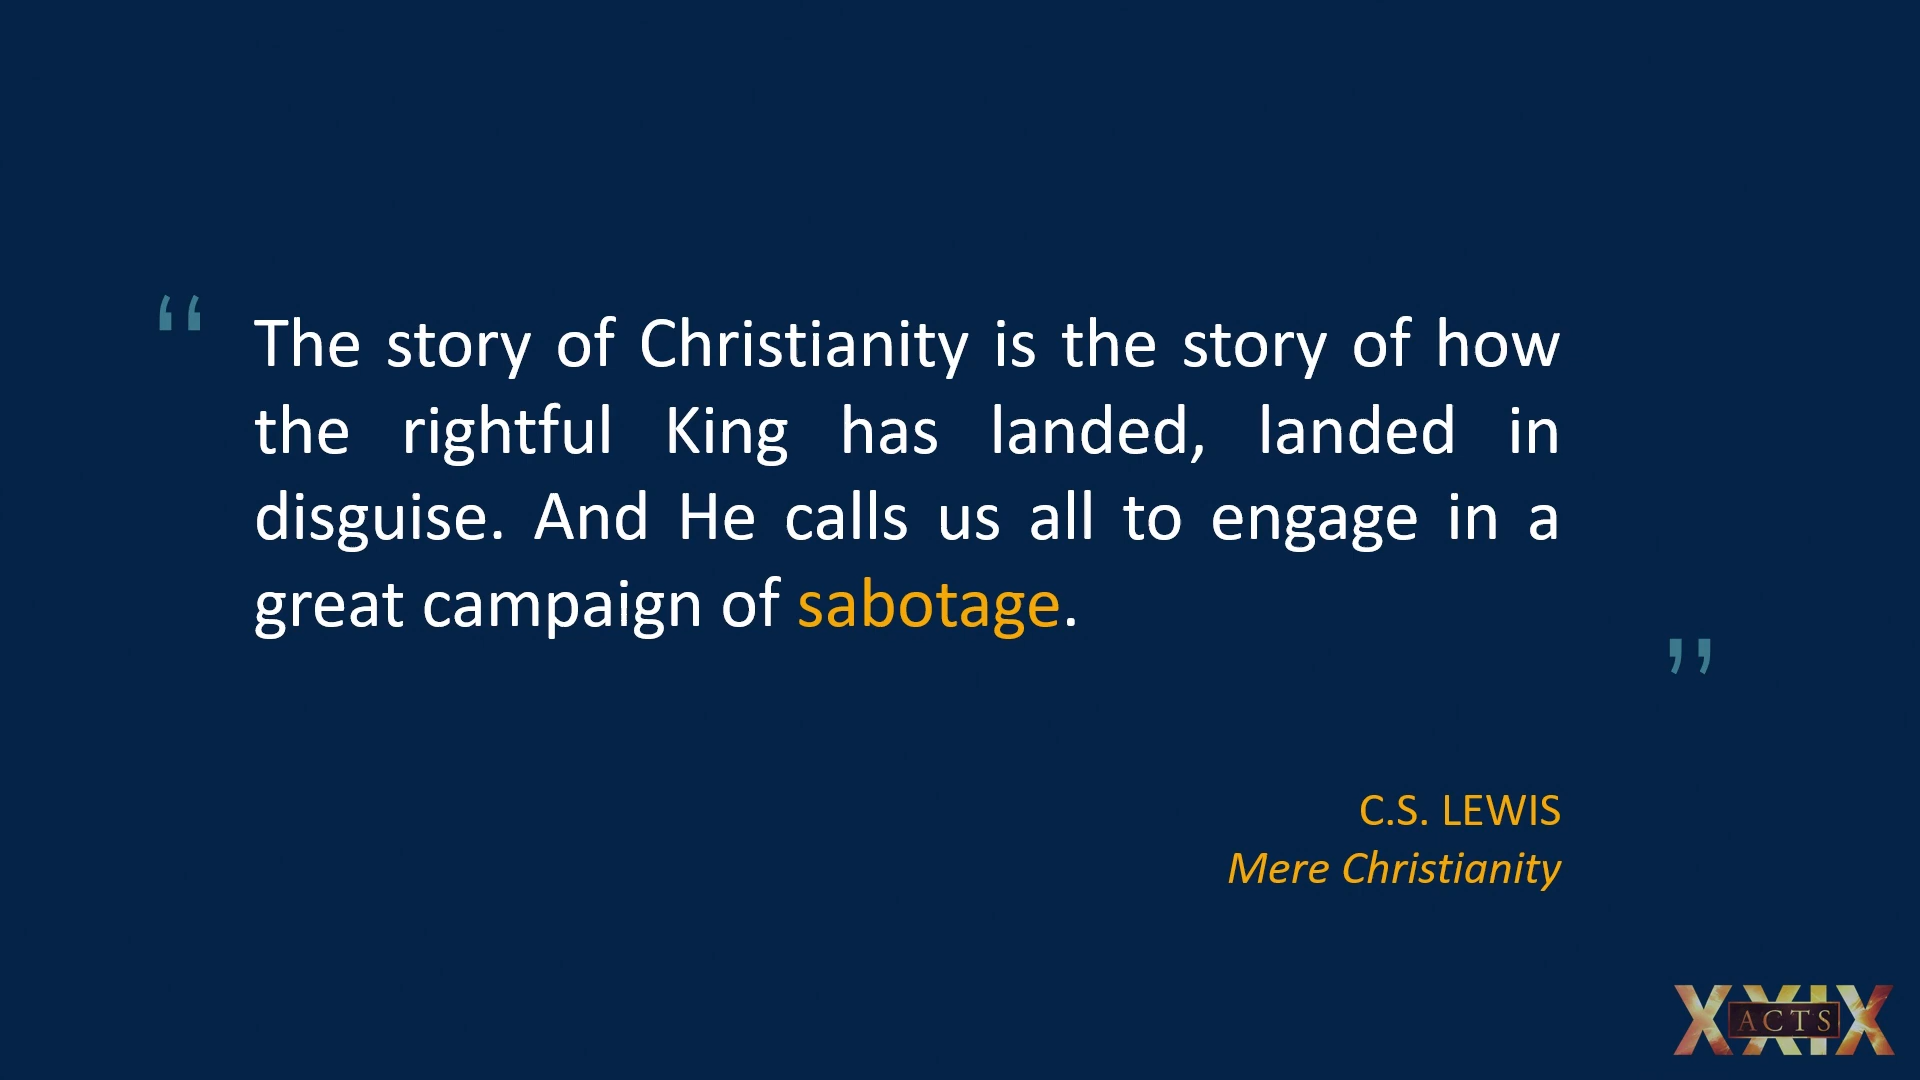 “
The story of Christianity is the story of how
the rightful King has landed, landed in
disguise. And He calls us all to engage in a
great campaign of sabotage.
”
C.S. LEWIS
Mere Christianity
XXIX
ACTS